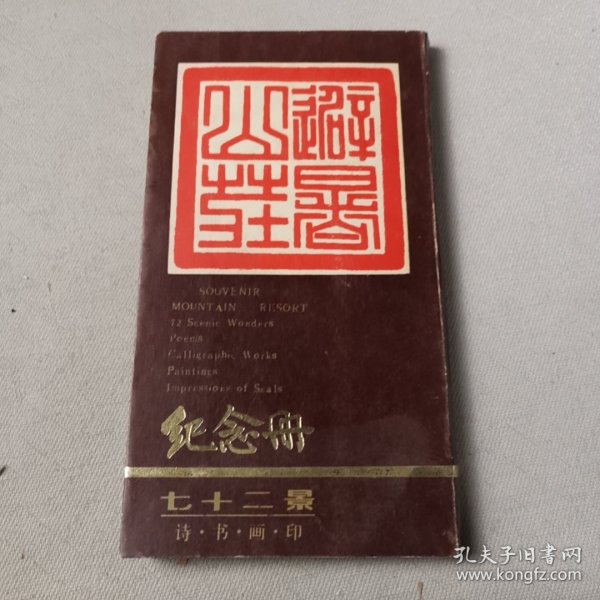 避暑
山莊
SOUVENIR
MOUNTAIN RESORT
72 Scenic Wonders
Poems
Calligraphic Works
Paintings
Impressions of Seals
纪念册
七十二景
诗·书·画·印
孔夫子旧书网
www.kongfz.com